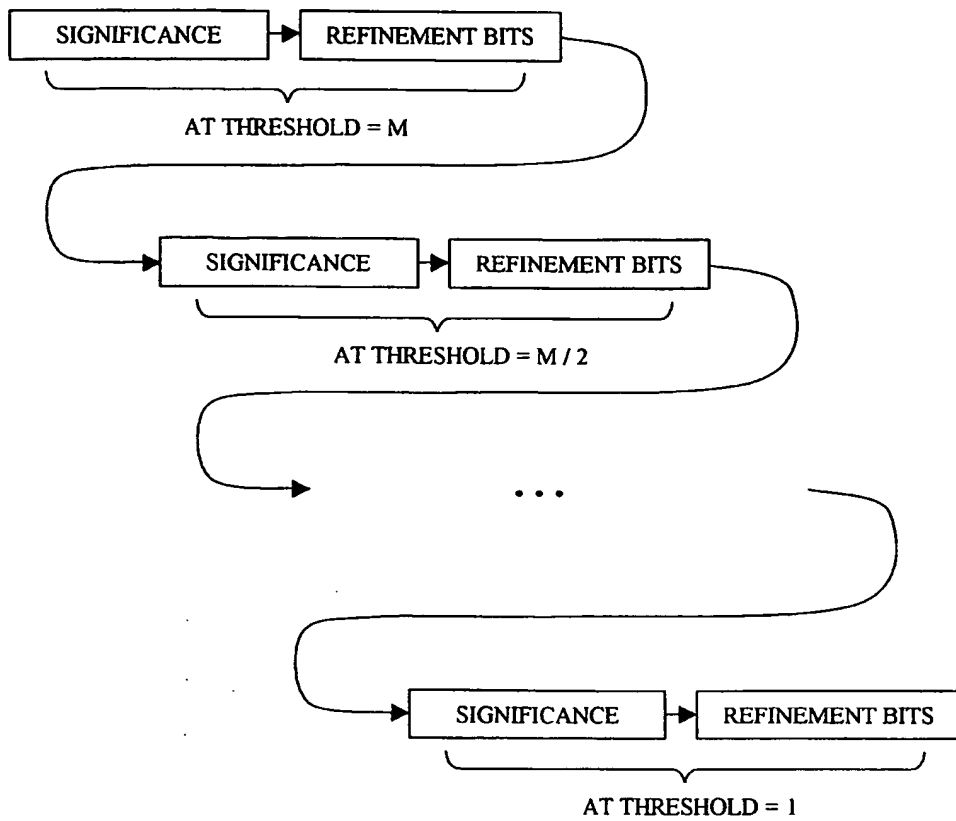 SIGNIFICANCE REFINEMENT BITS
AT THRESHOLD = M
SIGNIFICANCE REFINEMENT BITS
AT THRESHOLD = M / 2
...
SIGNIFICANCE REFINEMENT BITS
AT THRESHOLD = 1